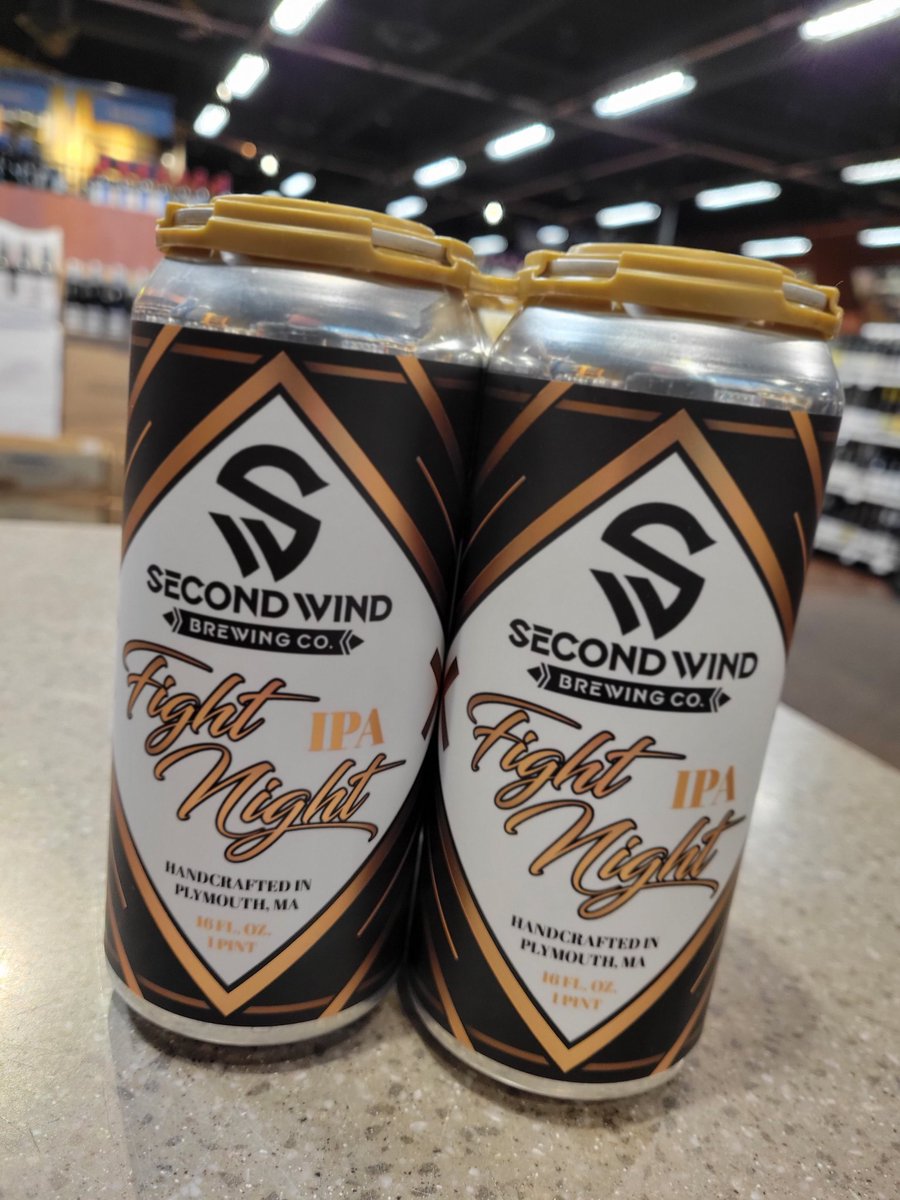 SECOND WIND
BREWING CO.
Fight
IPA
Night
HANDCRAFTED IN
PLYMOUTH, MA
16 FL. OZ.
1 PINT
SECOND WIND
BREWING CO.
Fight
IPA
Night
HANDCRAFTED IN
PLYMOUTH, MA
16 FL. OZ.
1 PINT